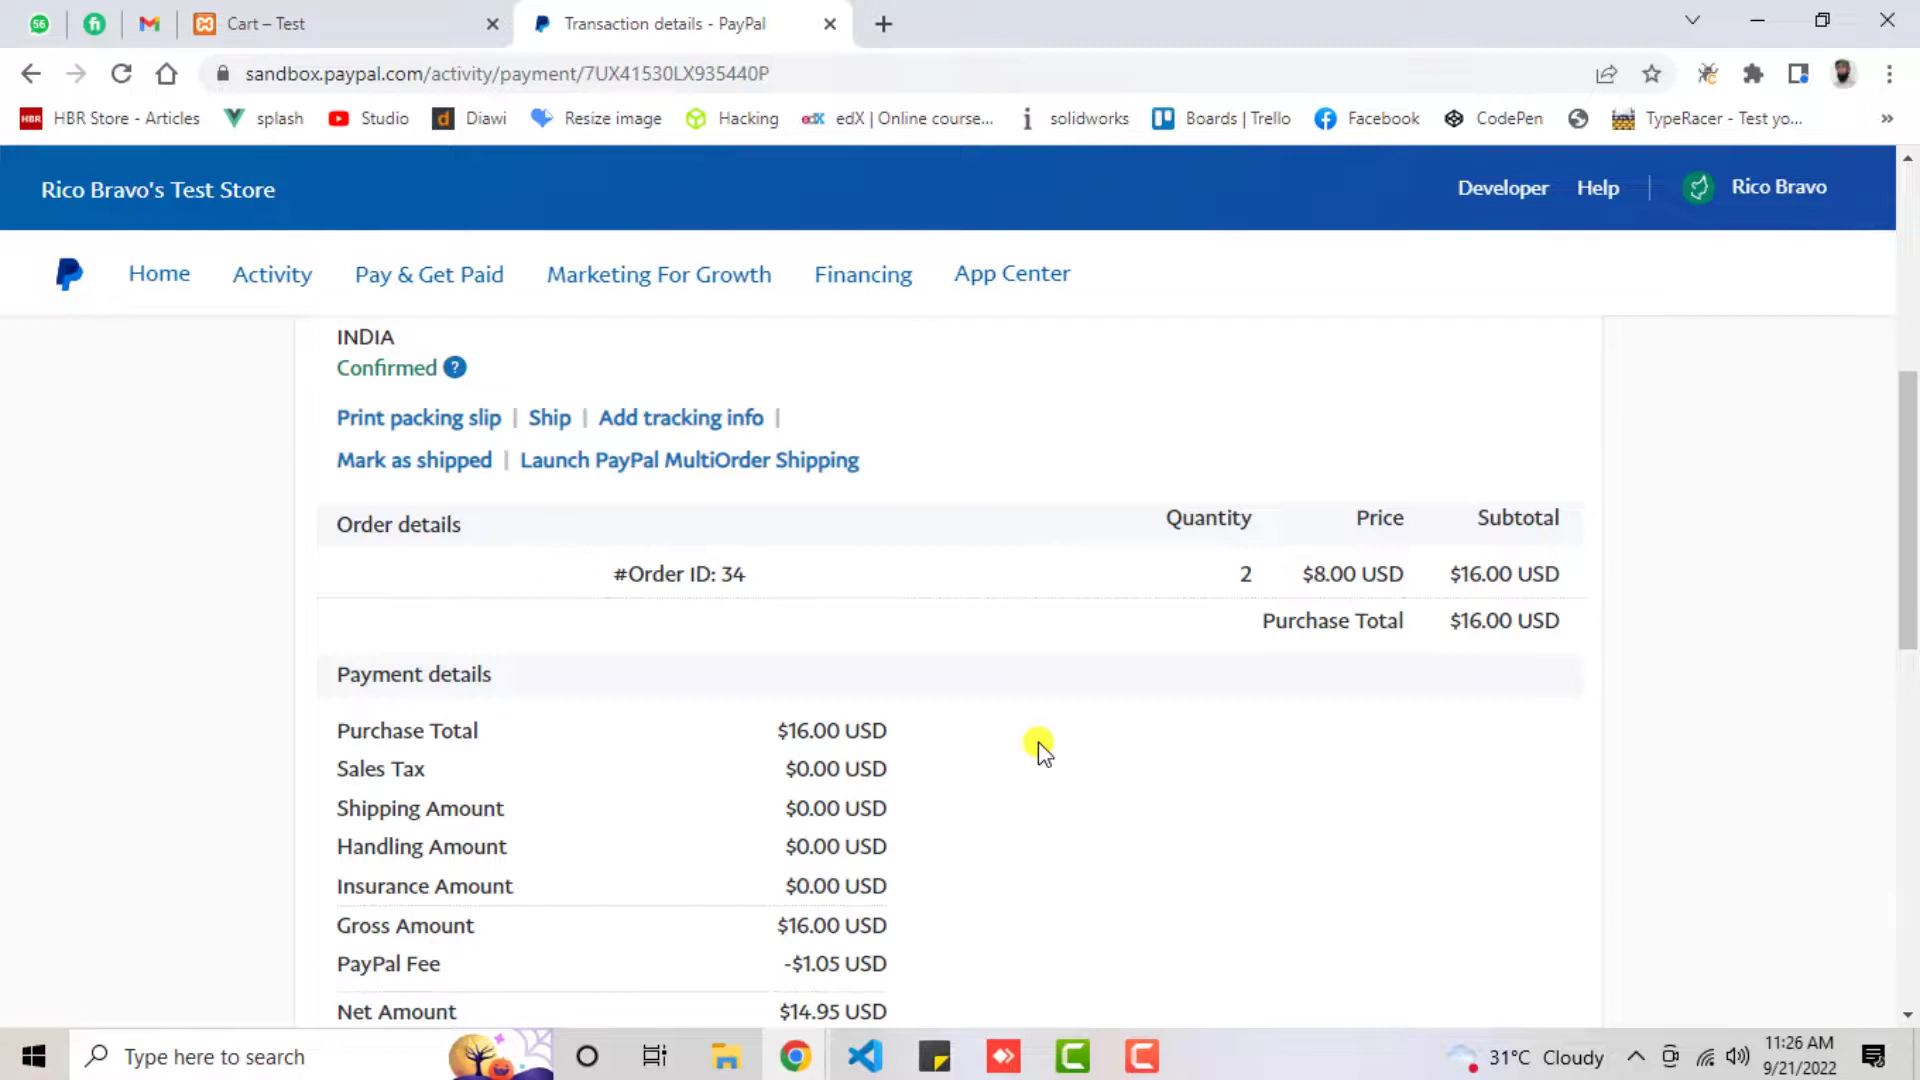 56
Cart – Test
Transaction details - PayPal
sandbox.paypal.com/activity/payment/7UX41530LX935440P
HBR HBR Store - Articles splash Studio Diawi Resize image Hacking edX edX | Online course... solidworks Boards | Trello Facebook CodePen TypeRacer - Test yo... »
Rico Bravo's Test Store
Developer Help Rico Bravo
Home Activity Pay & Get Paid Marketing For Growth Financing App Center
INDIA
Confirmed ?
Print packing slip | Ship | Add tracking info |
Mark as shipped | Launch PayPal MultiOrder Shipping
Order details Quantity Price Subtotal
#Order ID: 34 2 $8.00 USD $16.00 USD
Purchase Total $16.00 USD
Payment details
Purchase Total $16.00 USD
Sales Tax $0.00 USD
Shipping Amount $0.00 USD
Handling Amount $0.00 USD
Insurance Amount $0.00 USD
Gross Amount $16.00 USD
PayPal Fee -$1.05 USD
Net Amount $14.95 USD
Type here to search
31°C Cloudy
11:26 AM
9/21/2022